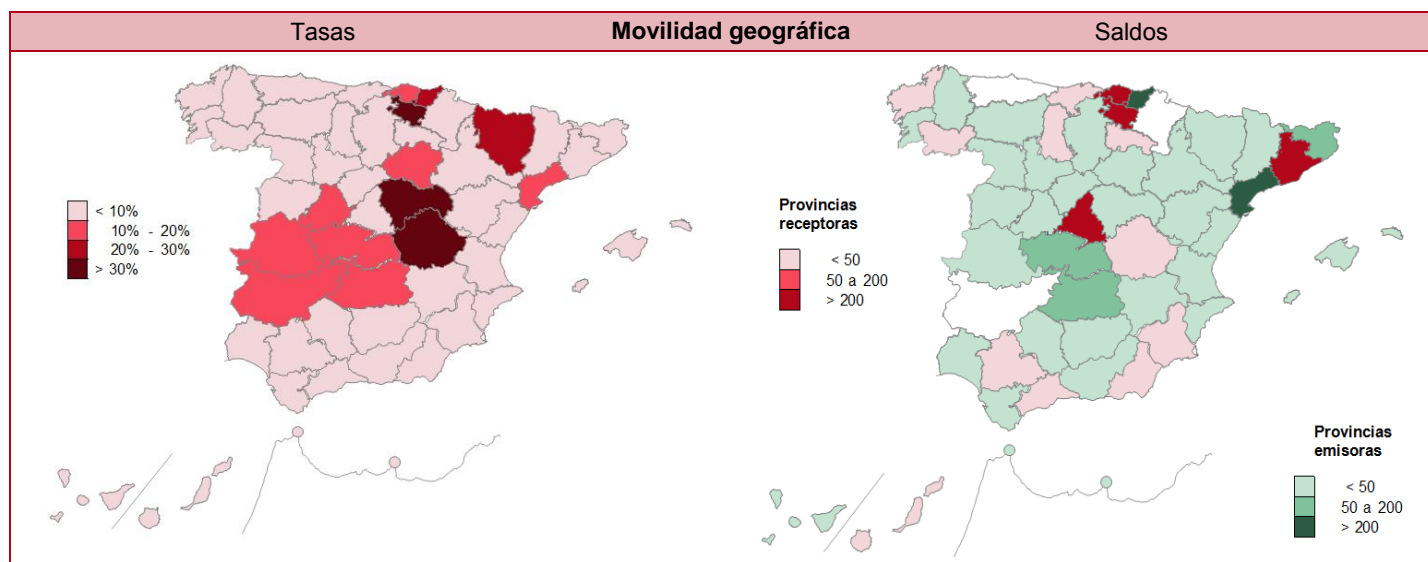 Tasas Movilidad geográfica Saldos
< 10%
10% - 20%
20% - 30%
> 30%
Provincias
receptoras
< 50
50 a 200
> 200
Provincias
emisoras
< 50
50 a 200
> 200